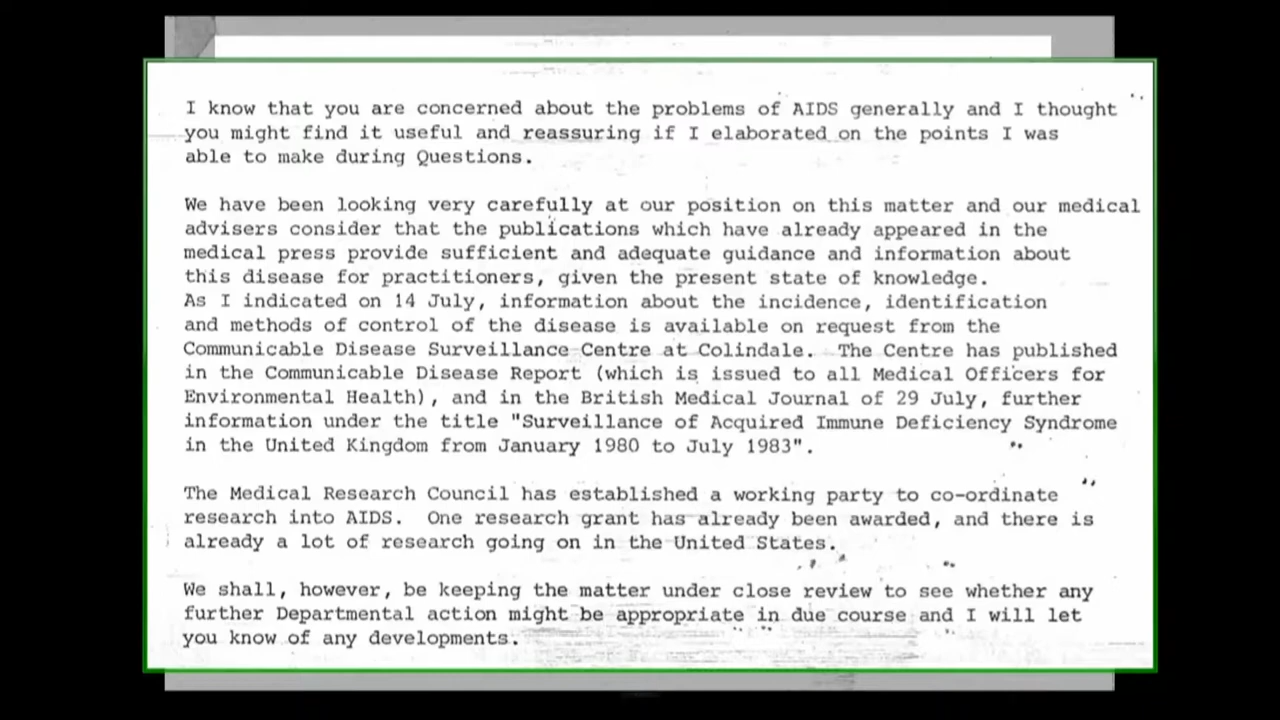 I know that you are concerned about the problems of AIDS generally and I thought
you might find it useful and reassuring if I elaborated on the points I was
able to make during Questions.
We have been looking very carefully at our position on this matter and our medical
advisers consider that the publications which have already appeared in the
medical press provide sufficient and adequate guidance and information about
this disease for practitioners, given the present state of knowledge.
As I indicated on 14 July, information about the incidence, identification
and methods of control of the disease is available on request from the
Communicable Disease Surveillance Centre at Colindale. The Centre has published
in the Communicable Disease Report (which is issued to all Medical Officers for
Environmental Health), and in the British Medical Journal of 29 July, further
information under the title "Surveillance of Acquired Immune Deficiency Syndrome
in the United Kingdom from January 1980 to July 1983".
The Medical Research Council has established a working party to co-ordinate
research into AIDS. One research grant has already been awarded, and there is
already a lot of research going on in the United States.
We shall, however, be keeping the matter under close review to see whether any
further Departmental action might be appropriate in due course and I will let
you know of any developments.